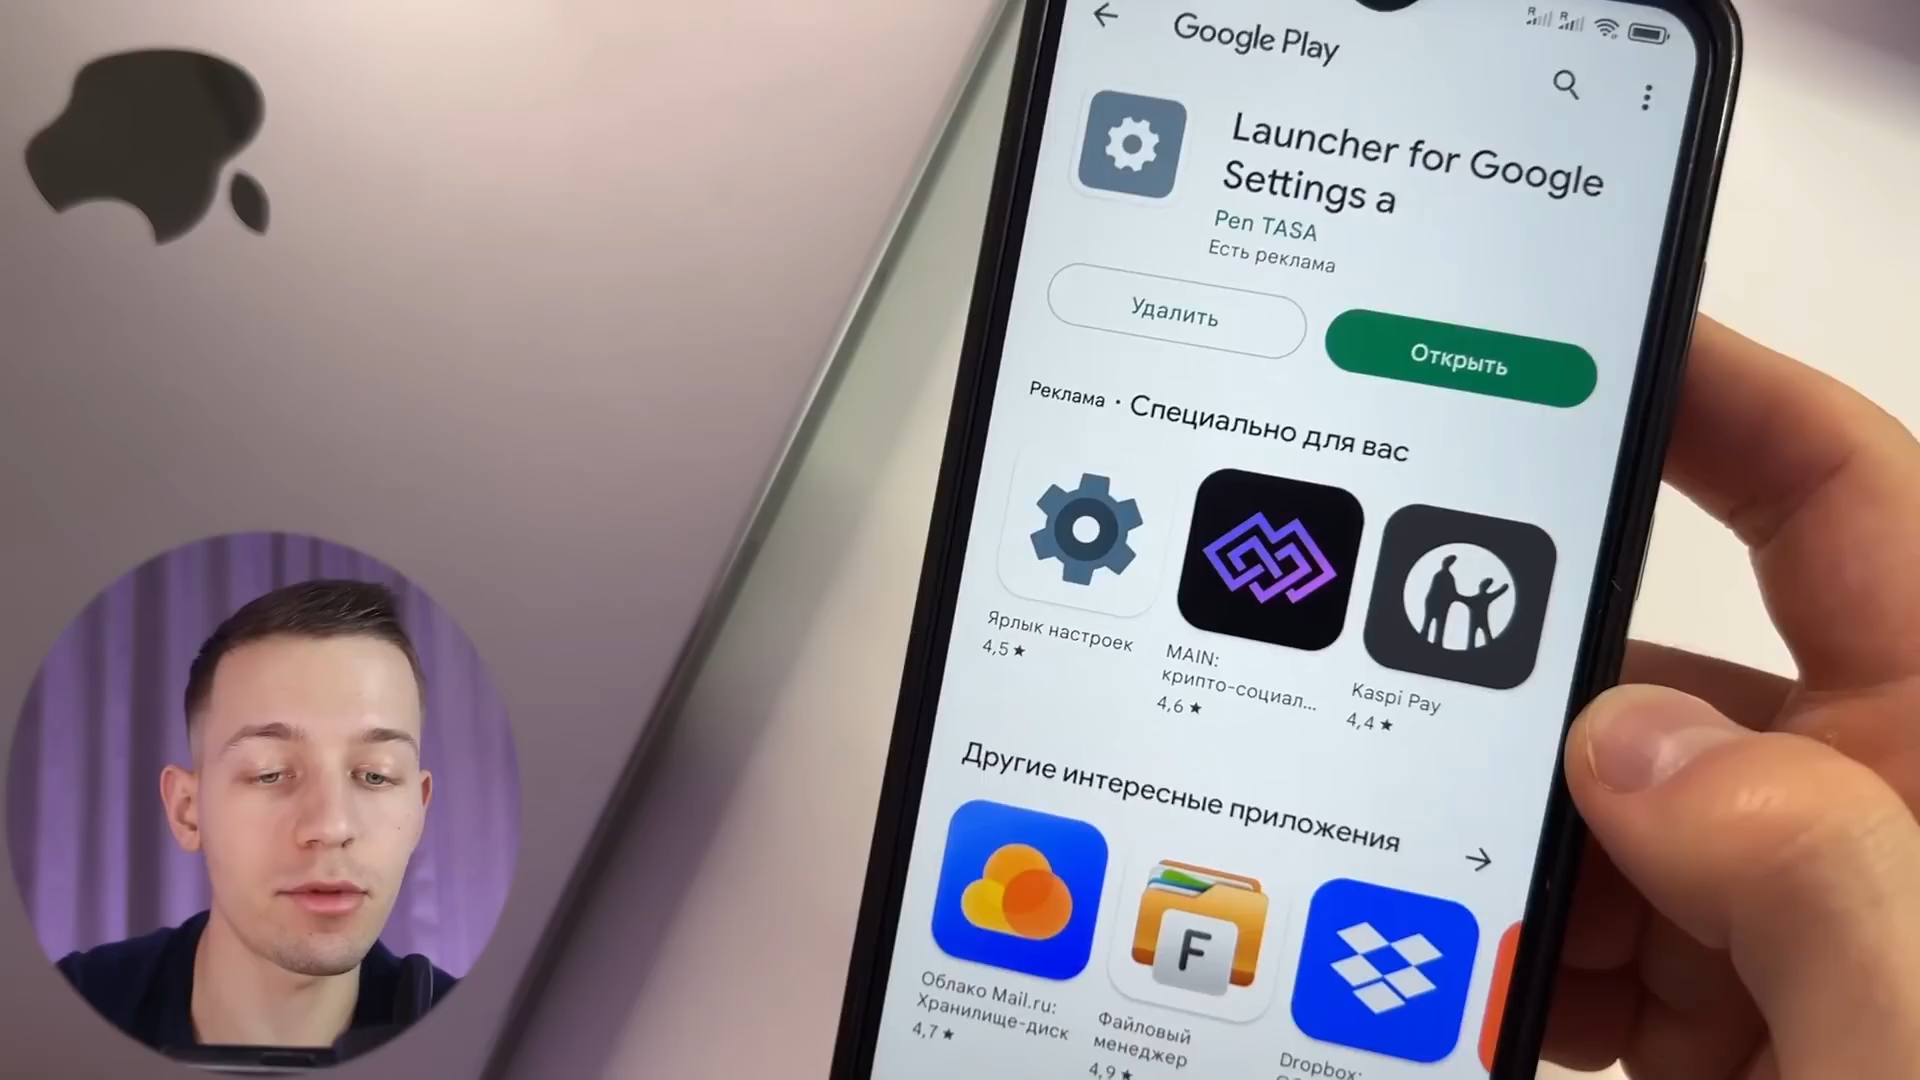 Google Play
Launcher for Google
Settings a
Pen TASA
Есть реклама
Удалить
Открыть
Реклама · Специально для вас
Ярлык настроек
4,5 ★
MAIN:
крипто-социал...
4,6 ★
Kaspi Pay
4,4 ★
Другие интересные приложения
Облако Mail.ru:
Хранилище-диск
4,7 ★
F
Файловый
менеджер
4,9 ★
Dropbox: